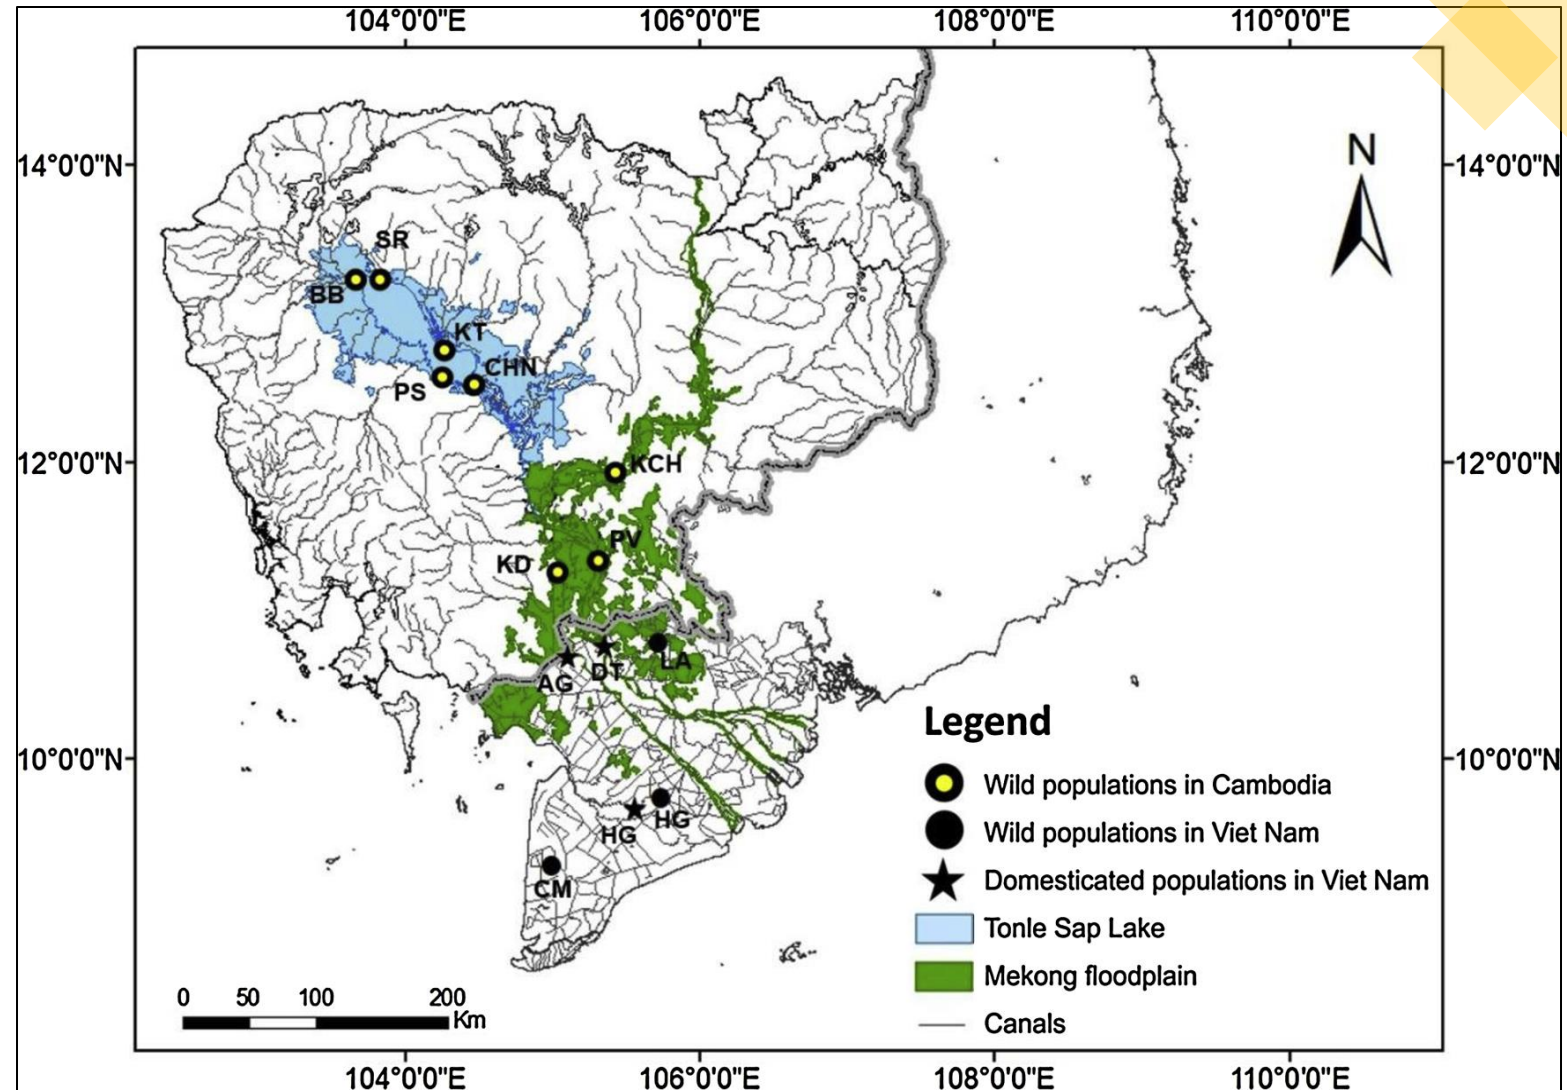 104°0'0"E
106°0'0"E
108°0'0"E
110°0'0"E
14°0'0"N
14°0'0"N
N
SR
BB
KT
CHN
PS
12°0'0"N
12°0'0"N
KCH
PV
KD
LA
DT
AG
10°0'0"N
10°0'0"N
Legend
Wild populations in Cambodia
Wild populations in Viet Nam
Domesticated populations in Viet Nam
Tonle Sap Lake
Mekong floodplain
Canals
HG
HG
CM
0 50 100 200
Km
104°0'0"E
106°0'0"E
108°0'0"E
110°0'0"E